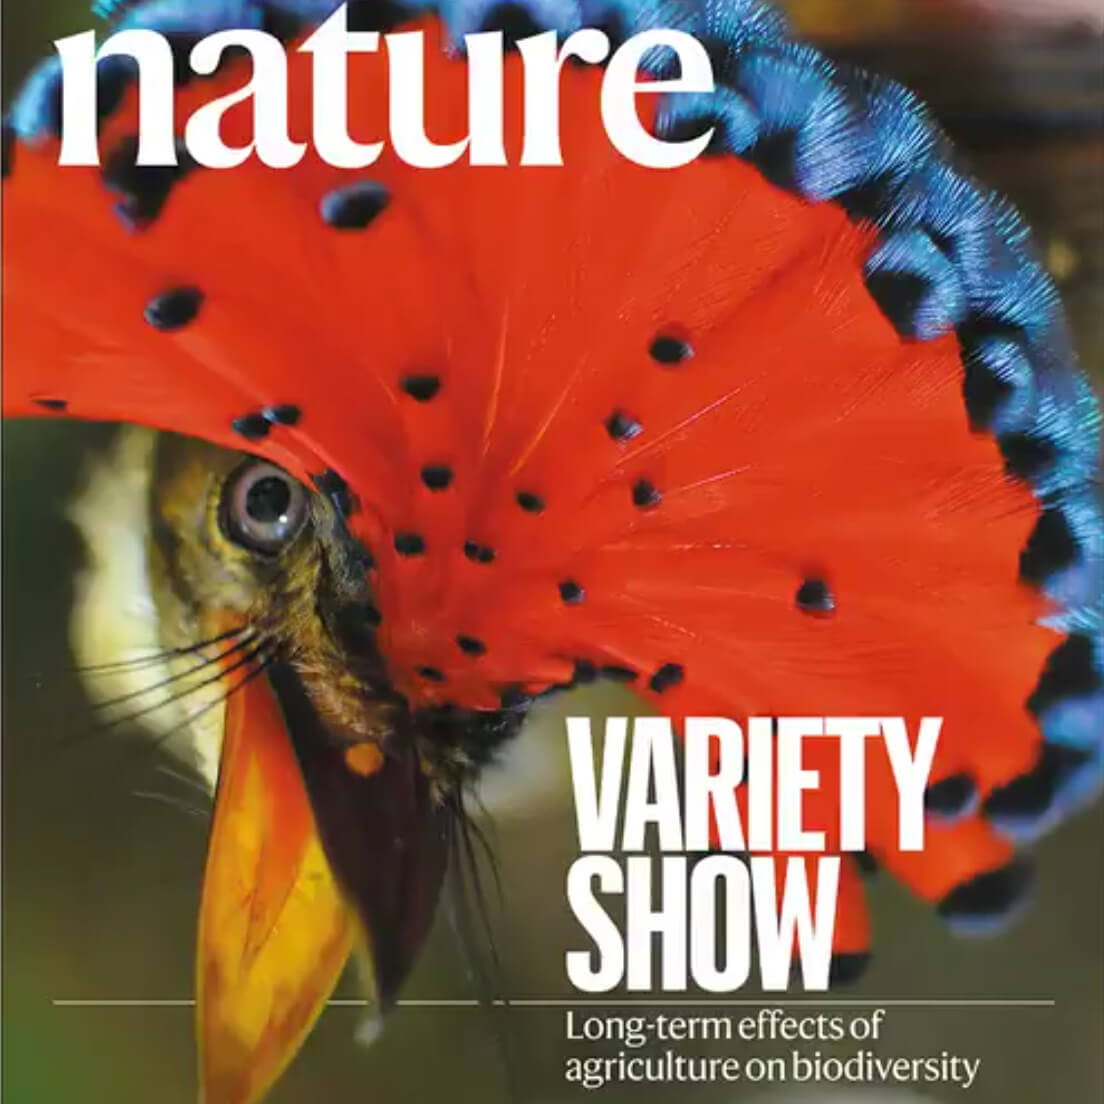 nature
VARIETY
SHOW
Long-term effects of
agriculture on biodiversity